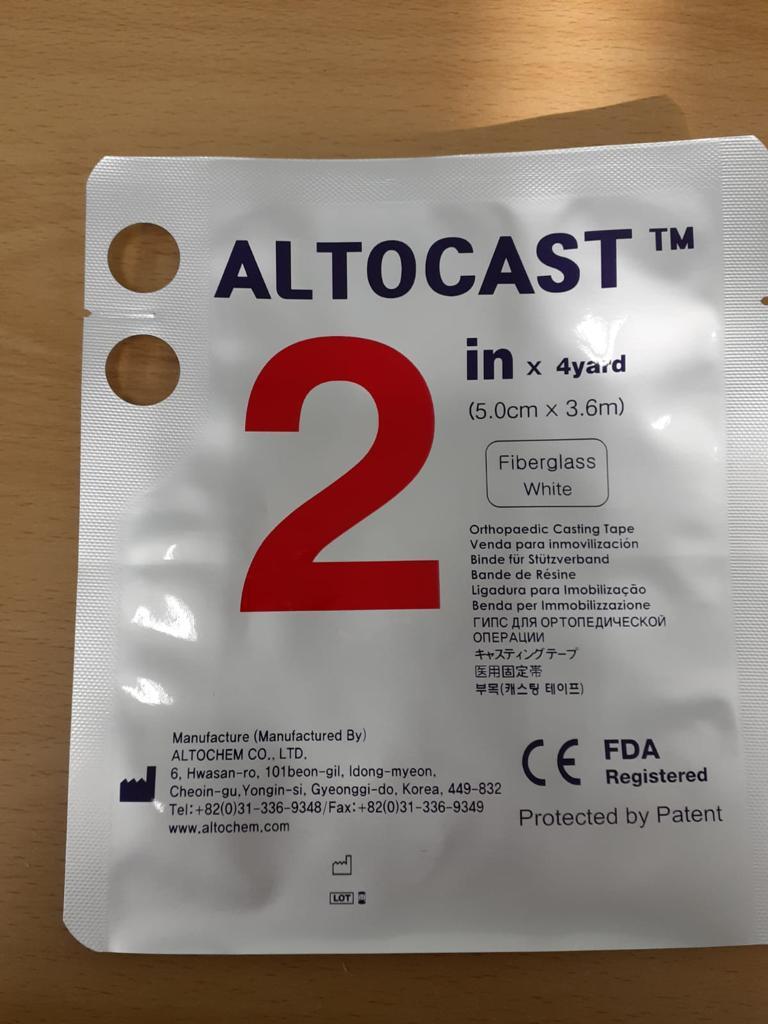 ALTOCAST™
2 in x 4yard
(5.0cm × 3.6m)
Fiberglass
White
Orthopaedic Casting Tape
Venda para inmovilización
Binde für Stützverband
Bande de Résine
Ligadura para Imobilização
Benda per Immobilizzazione
ГИПС ДЛЯ ОРТОПЕДИЧЕСКОЙ
ОПЕРАЦИИ
キャスティングテープ
医用固定帯
부목(캐스팅 테이프)
Manufacture (Manufactured By)
ALTOCHEM CO., LTD.
6, Hwasan-ro, 101beon-gil, Idong-myeon,
Cheoin-gu,Yongin-si, Gyeonggi-do, Korea, 449-832
Tel:+82(0)31-336-9348/Fax:+82(0)31-336-9349
www.altochem.com
CE FDA
Registered
Protected by Patent
LOT